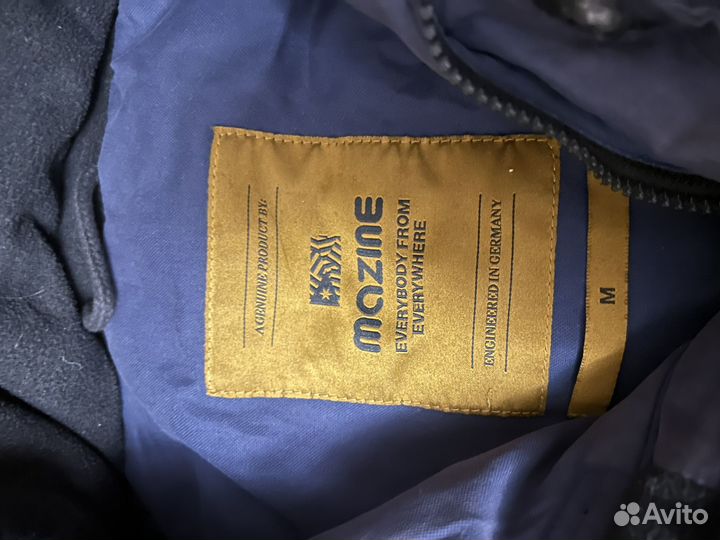 A GENUINE PRODUCT BY:
mazine
EVERYBODY FROM
EVERYWHERE
ENGINEERED IN GERMANY
M
Avito